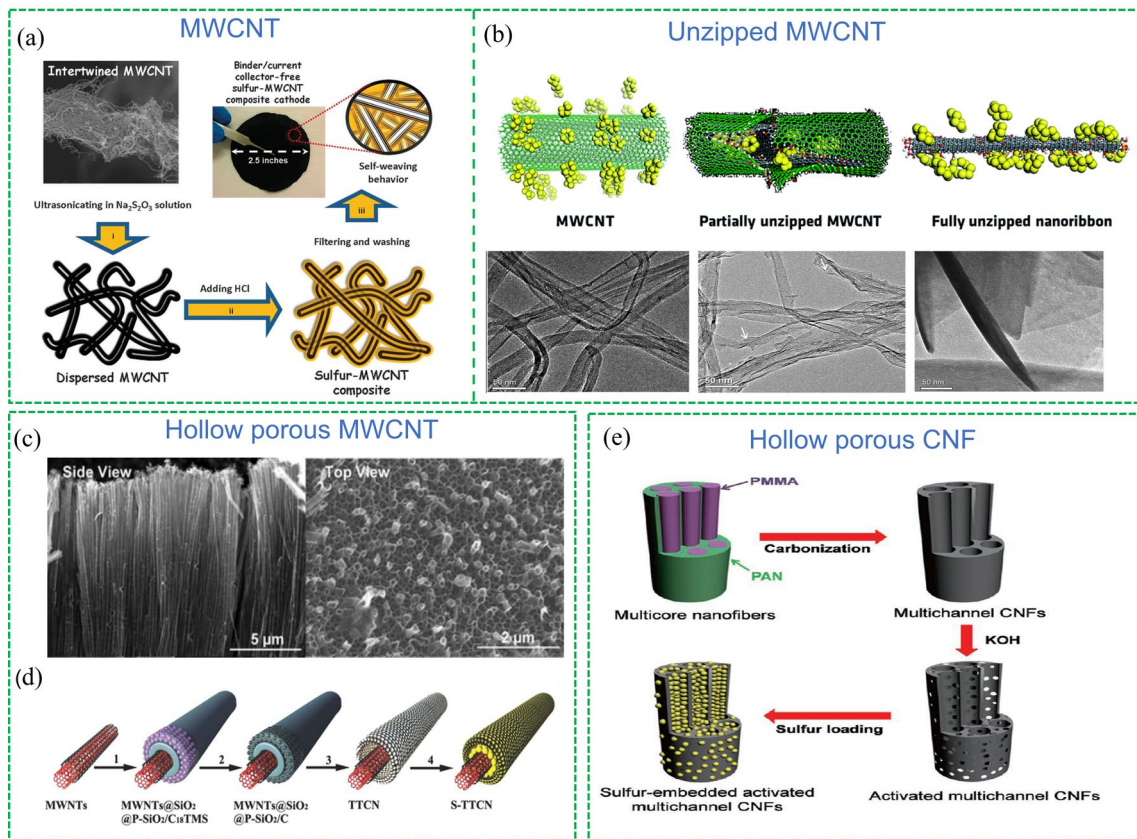 (a)
MWCNT
Intertwined MWCNT
Binder/current
collector-free
sulfur-MWCNT
composite cathode
2.5 inches
Self-weaving
behavior
Ultrasonicating in Na₂S₂O₃ solution
i
iii
Filtering and washing
Adding HCl
ii
Dispersed MWCNT
Sulfur-MWCNT
composite
(b)
Unzipped MWCNT
MWCNT
Partially unzipped MWCNT
Fully unzipped nanoribbon
50 nm
50 nm
50 nm
(c)
Hollow porous MWCNT
Side View
Top View
5 μm
2 μm
(d)
1
2
3
4
MWNTs
MWNTs@SiO₂
@P-SiO₂/C₁₈TMS
MWNTs@SiO₂
@P-SiO₂/C
TTCN
S-TTCN
(e)
Hollow porous CNF
PMMA
PAN
Multicore nanofibers
Carbonization
Multichannel CNFs
KOH
Sulfur loading
Sulfur-embedded activated
multichannel CNFs
Activated multichannel CNFs